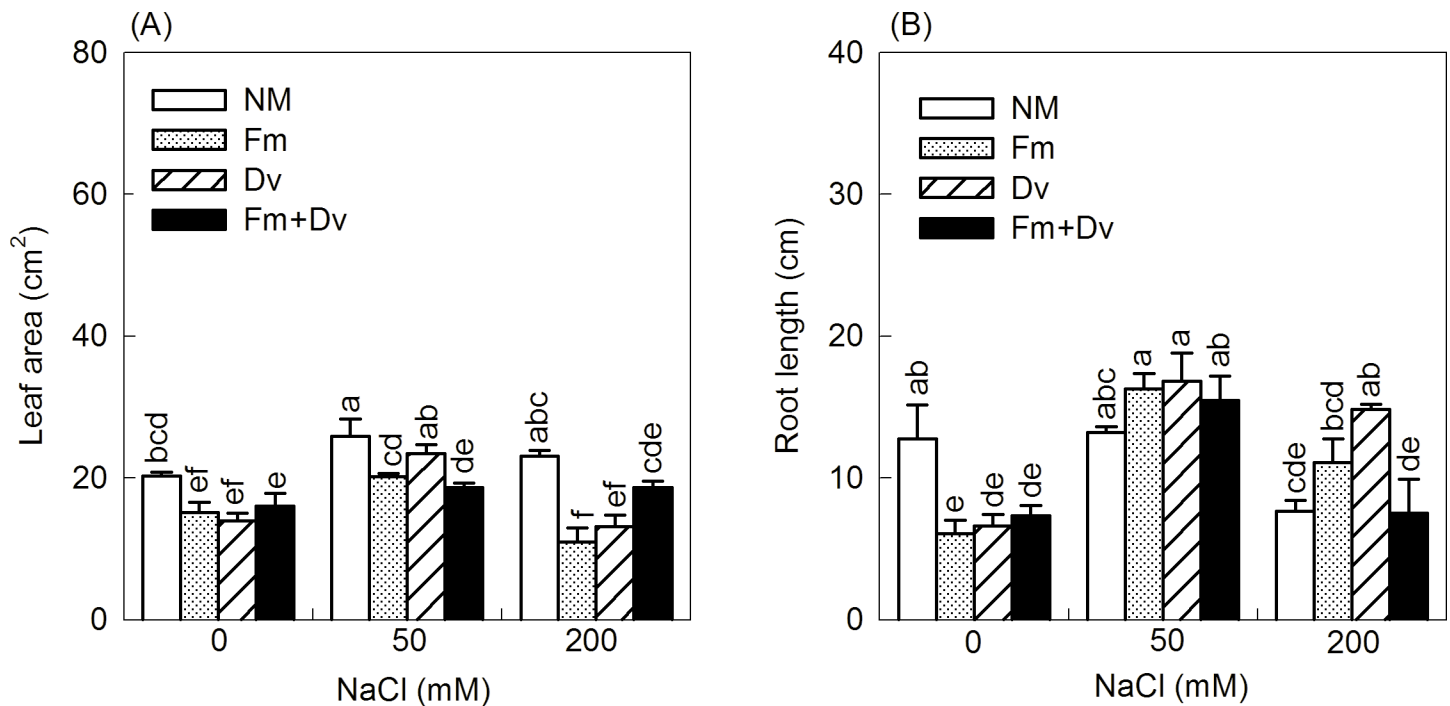 (A)
Leaf area (cm²)
80
60
40
20
0
NM
Fm
Dv
Fm+Dv
bcd
ef
ef
e
a
cd
ab
de
abc
f
ef
cde
0
50
200
NaCl (mM)
(B)
Root length (cm)
40
30
20
10
0
NM
Fm
Dv
Fm+Dv
ab
e
de
de
abc
a
a
ab
cde
bcd
ab
de
0
50
200
NaCl (mM)